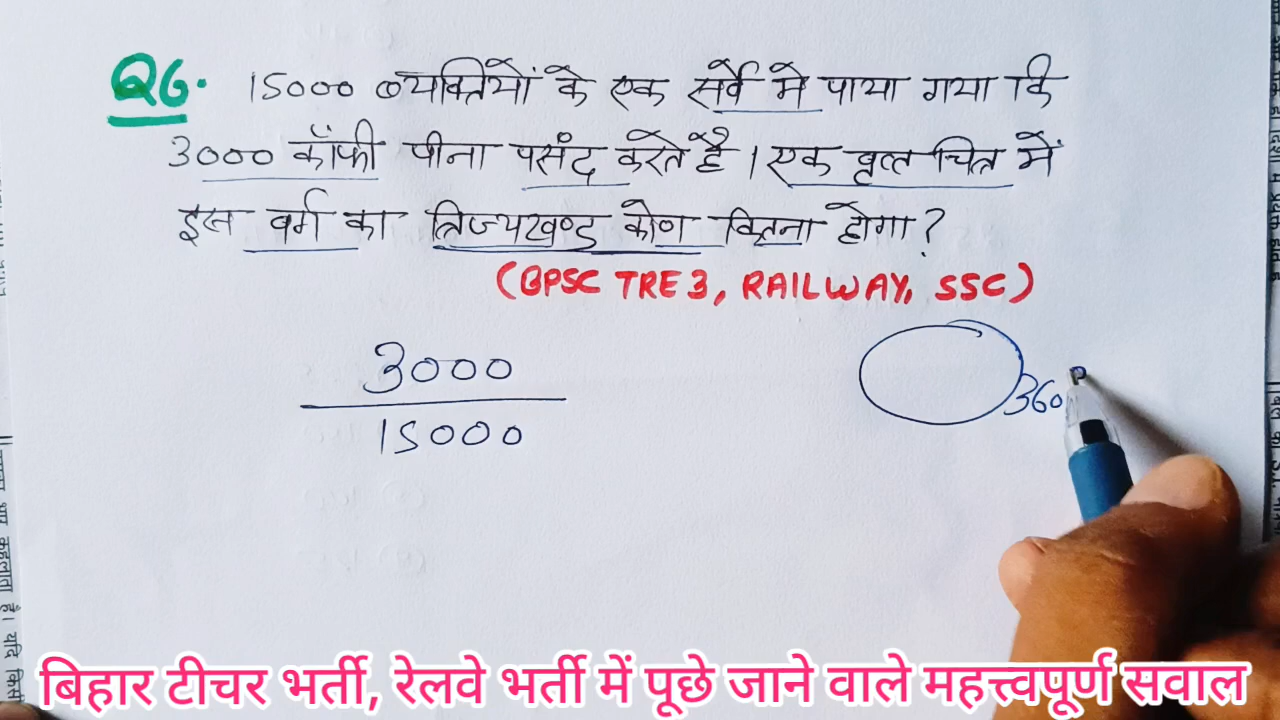 Q6. 15000 व्यक्तियों के एक सर्वे मे पाया गया कि
3000 कॉफी पीना पसंद करते है। एक वृत्त चित्र में
इस वर्ग का त्रिज्यखण्ड कोण कितना होगा?
(BPSC TRE 3, RAILWAY, SSC)
3000
15000
360
बिहार टीचर भर्ती, रेलवे भर्ती में पूछे जाने वाले महत्त्वपूर्ण सवाल